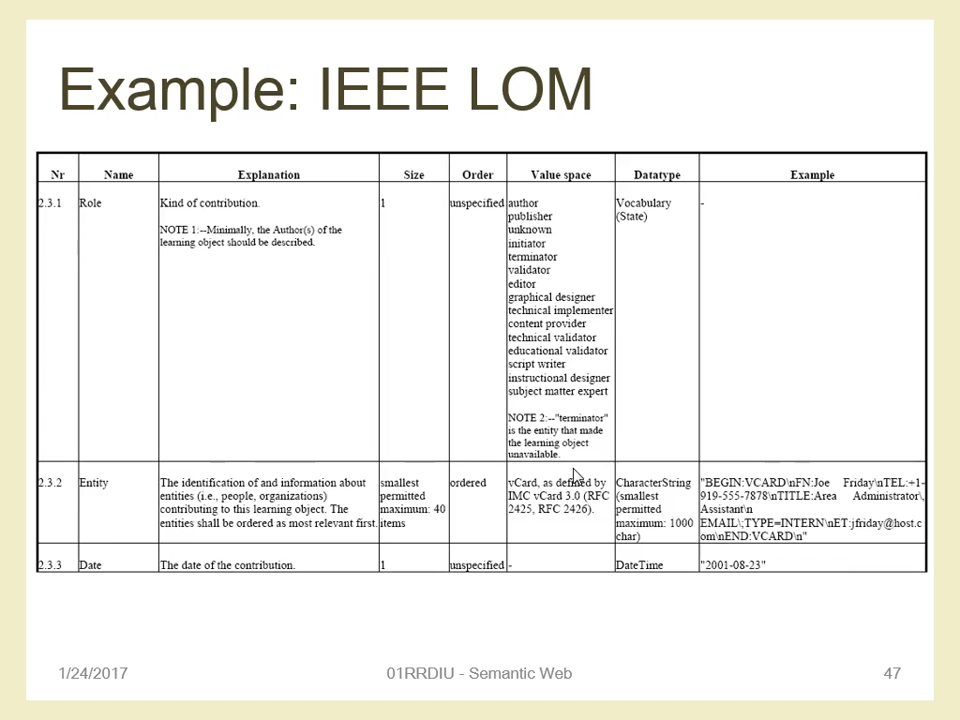 Example: IEEE LOM
Nr Name Explanation Size Order Value space Datatype Example
2.3.1 Role Kind of contribution. 1 unspecified author Vocabulary -
publisher (State)
NOTE 1:--Minimally, the Author(s) of the unknown
learning object should be described. initiator
terminator
validator
editor
graphical designer
technical implementer
content provider
technical validator
educational validator
script writer
instructional designer
subject matter expert
NOTE 2:--"terminator"
is the entity that made
the learning object
unavailable.
2.3.2 Entity The identification of and information about smallest ordered vCard, as defined by CharacterString "BEGIN:VCARD\nFN:Joe Friday\nTEL:+1-
entities (i.e., people, organizations) permitted IMC vCard 3.0 (RFC (smallest 919-555-7878\nTITLE:Area Administrator\,
contributing to this learning object. The maximum: 40 2425, RFC 2426). permitted Assistant\n
entities shall be ordered as most relevant first. items maximum: 1000 EMAIL\;TYPE=INTERN\nET:jfriday@host.c
char) om\nEND:VCARD\n"
2.3.3 Date The date of the contribution. 1 unspecified - DateTime "2001-08-23"
1/24/2017 01RRDIU - Semantic Web 47